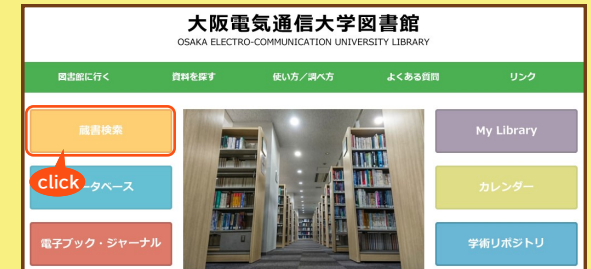 大阪電気通信大学図書館
OSAKA ELECTRO-COMMUNICATION UNIVERSITY LIBRARY
図書館に行く 資料を探す 使い方／調べ方 よくある質問 リンク
蔵書検索
My Library
click
タベース
カレンダー
電子ブック・ジャーナル
学術リポジトリ